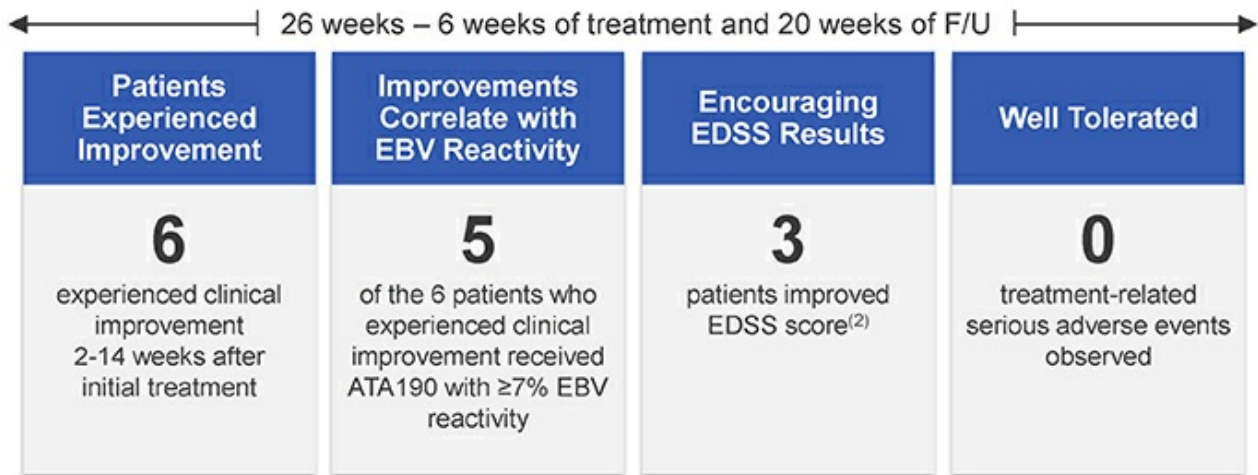 26 weeks – 6 weeks of treatment and 20 weeks of F/U
Patients
Experienced
Improvement
6
experienced clinical
improvement
2-14 weeks after
initial treatment
Improvements
Correlate with
EBV Reactivity
5
of the 6 patients who
experienced clinical
improvement received
ATA190 with ≥7% EBV
reactivity
Encouraging
EDSS Results
3
patients improved
EDSS score(2)
Well Tolerated
0
treatment-related
serious adverse events
observed